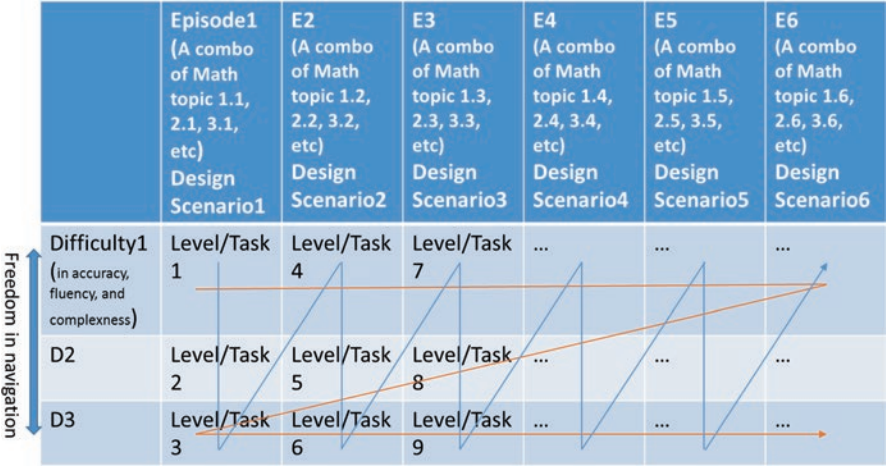 Episode1
(A combo
of Math
topic 1.1,
2.1, 3.1,
etc)
Design
Scenario1
E2
(A combo
of Math
topic 1.2,
2.2, 3.2,
etc)
Design
Scenario2
E3
(A combo
of Math
topic 1.3,
2.3, 3.3,
etc)
Design
Scenario3
E4
(A combo
of Math
topic 1.4,
2.4, 3.4,
etc)
Design
Scenario4
E5
(A combo
of Math
topic 1.5,
2.5, 3.5,
etc)
Design
Scenario5
E6
(A combo
of Math
topic 1.6,
2.6, 3.6,
etc)
Design
Scenario6
Freedom in navigation
Difficulty1
(in accuracy,
fluency, and
complexness)
Level/Task
1
Level/Task
4
Level/Task
7
...
...
...
D2
Level/Task
2
Level/Task
5
Level/Task
8
...
...
...
D3
Level/Task
3
Level/Task
6
Level/Task
9
...
...
...